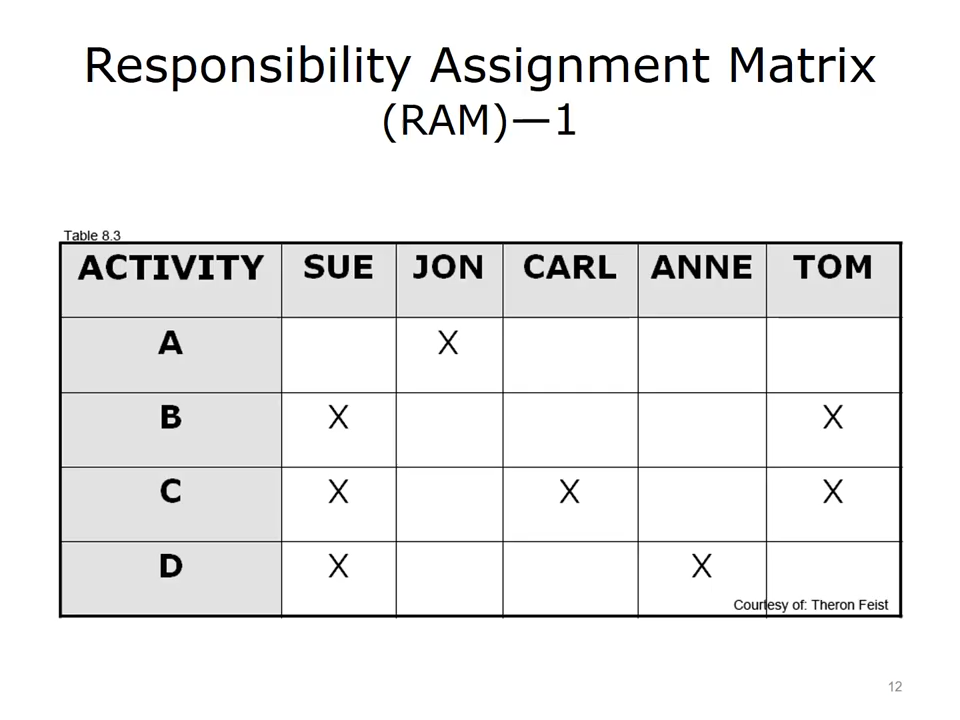 Responsibility Assignment Matrix
(RAM)—1
Table 8.3
ACTIVITY SUE JON CARL ANNE TOM
A X
B X X
C X X X
D X X
Courtesy of: Theron Feist
12